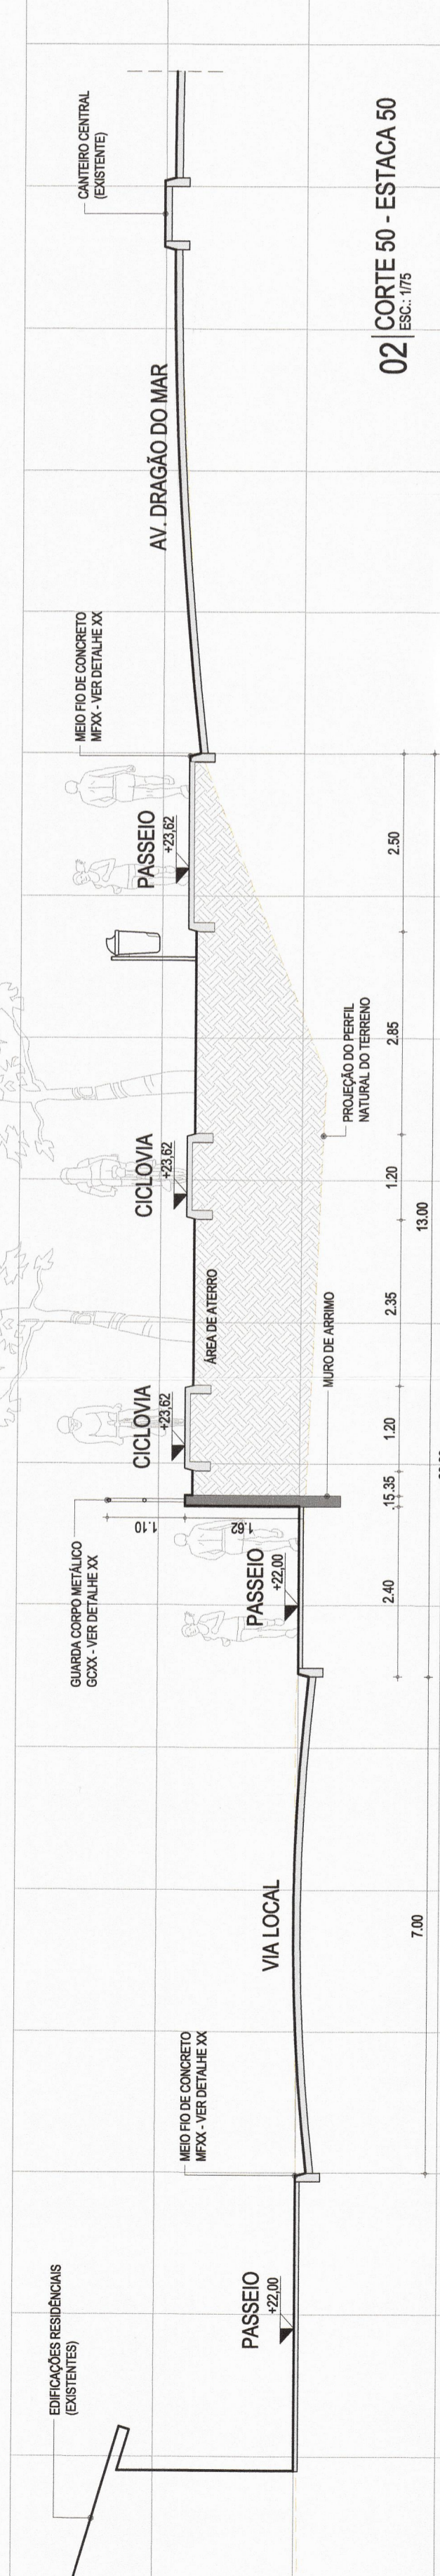 EDIFICAÇÕES RESIDÊNCIAIS
(EXISTENTES)
PASSEIO
+22,00
MEIO FIO DE CONCRETO
MFXX - VER DETALHE XX
VIA LOCAL
7.00
GUARDA CORPO METÁLICO
GCXX - VER DETALHE XX
PASSEIO
+22,00
1.10
1.62
2.40
.15
.35
MURO DE ARRIMO
CICLOVIA
+23,62
1.20
ÁREA DE ATERRO
2.35
CICLOVIA
+23,62
1.20
13.00
PROJEÇÃO DO PERFIL
NATURAL DO TERRENO
2.85
PASSEIO
+23,62
2.50
MEIO FIO DE CONCRETO
MFXX - VER DETALHE XX
AV. DRAGÃO DO MAR
CANTEIRO CENTRAL
(EXISTENTE)
02
CORTE 50 - ESTACA 50
ESC.: 1/75